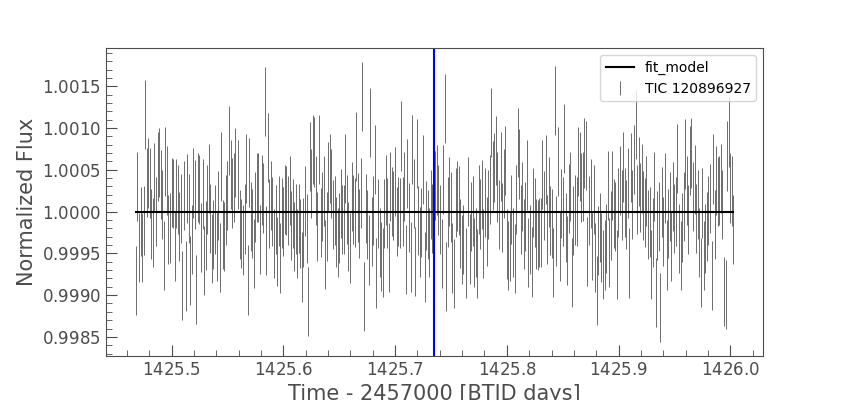 fit_model
TIC 120896927
Normalized Flux
1.0015
1.0010
1.0005
1.0000
0.9995
0.9990
0.9985
1425.5 1425.6 1425.7 1425.8 1425.9 1426.0
Time - 2457000 [BTJD days]